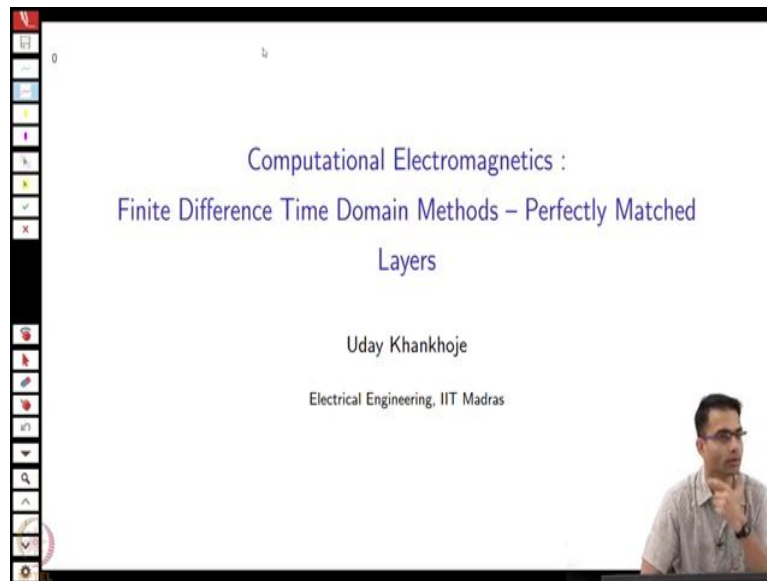 0
Computational Electromagnetics :
Finite Difference Time Domain Methods – Perfectly Matched
Layers
Uday Khankhoje
Electrical Engineering, IIT Madras